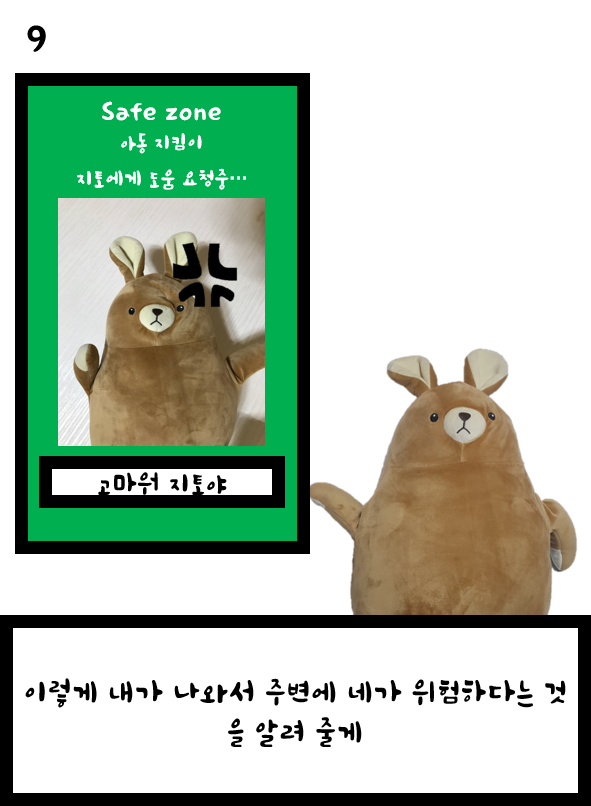 9
Safe zone
아동 지킴이
지토에게 도움 요청중...
고마워 지토야
이렇게 내가 나와서 주변에 네가 위험하다는 것
을 알려 줄게